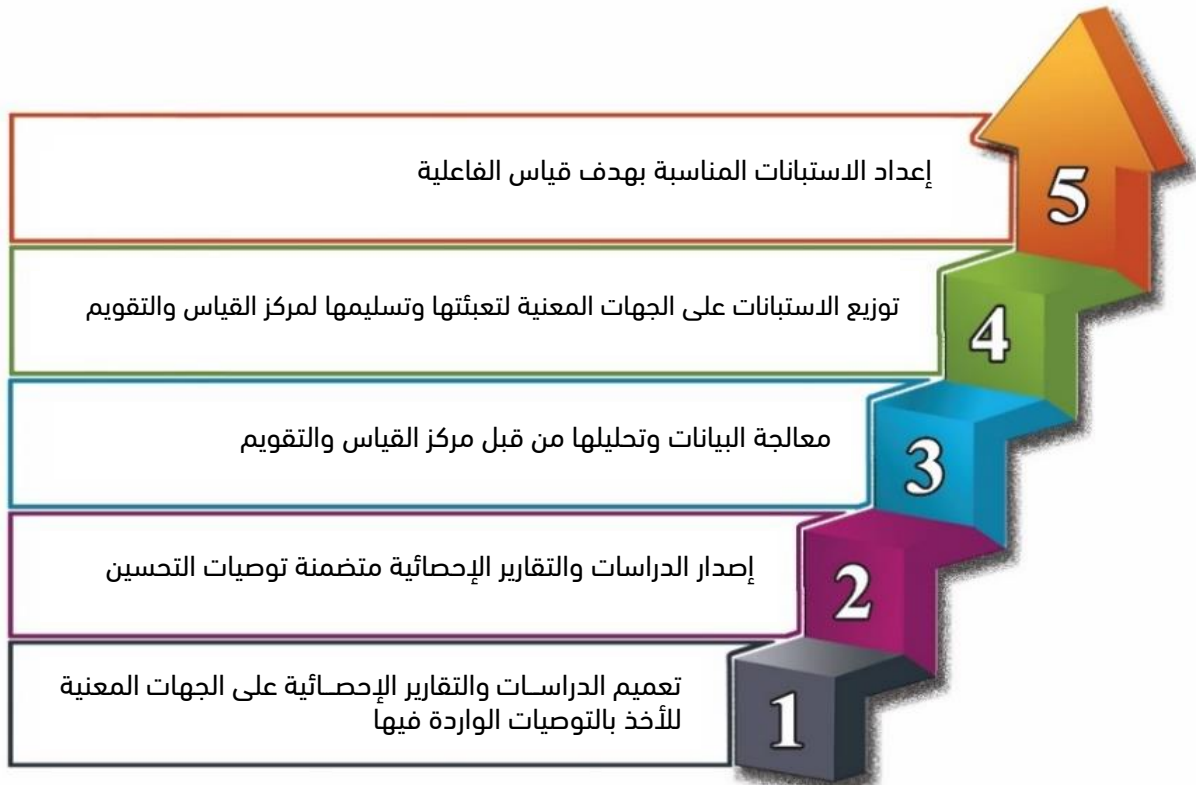 إعداد الاستبانات المناسبة بهدف قياس الفاعلية
5
توزيع الاستبانات على الجهات المعنية لتعبئتها وتسليمها لمركز القياس والتقويم
4
معالجة البيانات وتحليلها من قبل مركز القياس والتقويم
3
إصدار الدراسات والتقارير الإحصائية متضمنة توصيات التحسين
2
تعميم الدراســات والتقارير الإحصــائية على الجهات المعنية
للأخذ بالتوصيات الواردة فيها
1